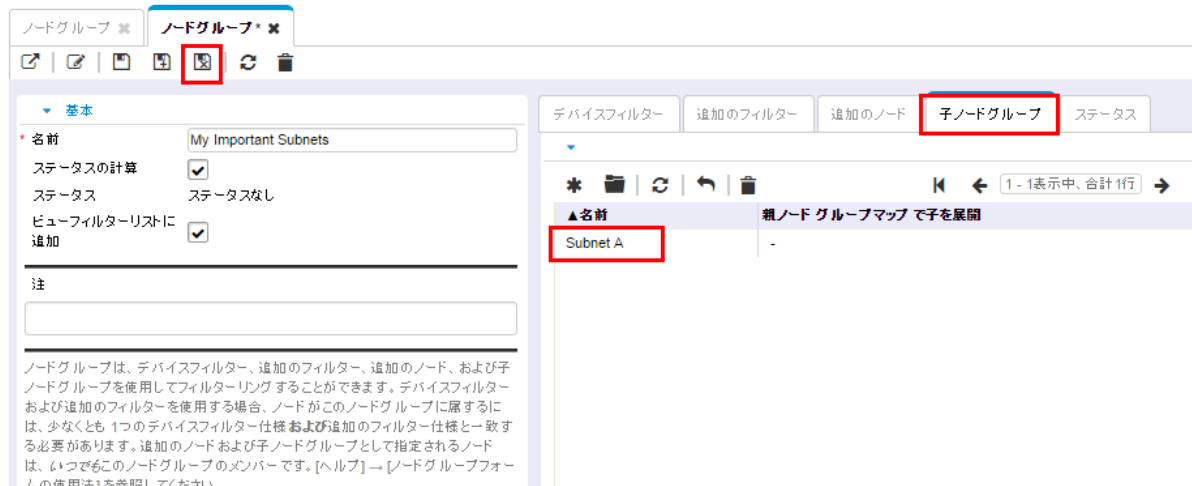 ノードグループ ✖
ノードグループ* ✖
基本
* 名前
My Important Subnets
ステータスの計算
ステータス
ステータスなし
ビューフィルターリストに
追加
注
ノードグループは、デバイスフィルター、追加のフィルター、追加のノード、および子
ノードグループを使用してフィルターリングすることができます。デバイスフィルター
および追加のフィルターを使用する場合、ノードがこのノードグループに属するに
は、少なくとも 1つのデバイスフィルター仕様および追加のフィルター仕様と一致す
る必要があります。追加のノードおよび子ノードグループとして指定されるノード
は、いつでもこのノードグループのメンバーです。[ヘルプ] → [ノードグループフォー
ムの使用法]を参照してください
デバイスフィルター
追加のフィルター
追加のノード
子ノードグループ
ステータス
1 - 1表示中、合計1行
▲名前
親ノード グループマップ で子を展開
Subnet A
-